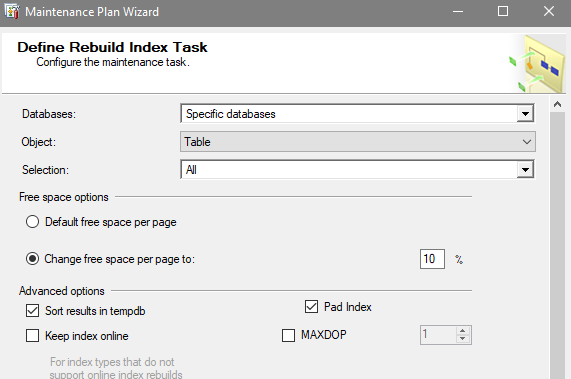 Maintenance Plan Wizard
Define Rebuild Index Task
Configure the maintenance task.
Databases: Specific databases
Object: Table
Selection: All
Free space options
Default free space per page
Change free space per page to: 10 %
Advanced options
Sort results in tempdb Pad Index
Keep index online MAXDOP 1
For index types that do not
support online index rebuilds